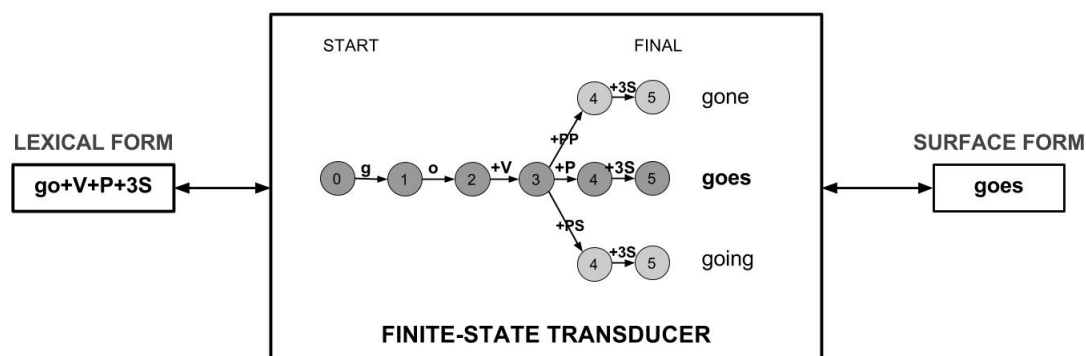 START FINAL
+3S
4 5 gone
+PP
LEXICAL FORM
go+V+P+3S
g o +V +P +3S
0 1 2 3 4 5 goes
+PS
+3S
4 5 going
FINITE-STATE TRANSDUCER
SURFACE FORM
goes